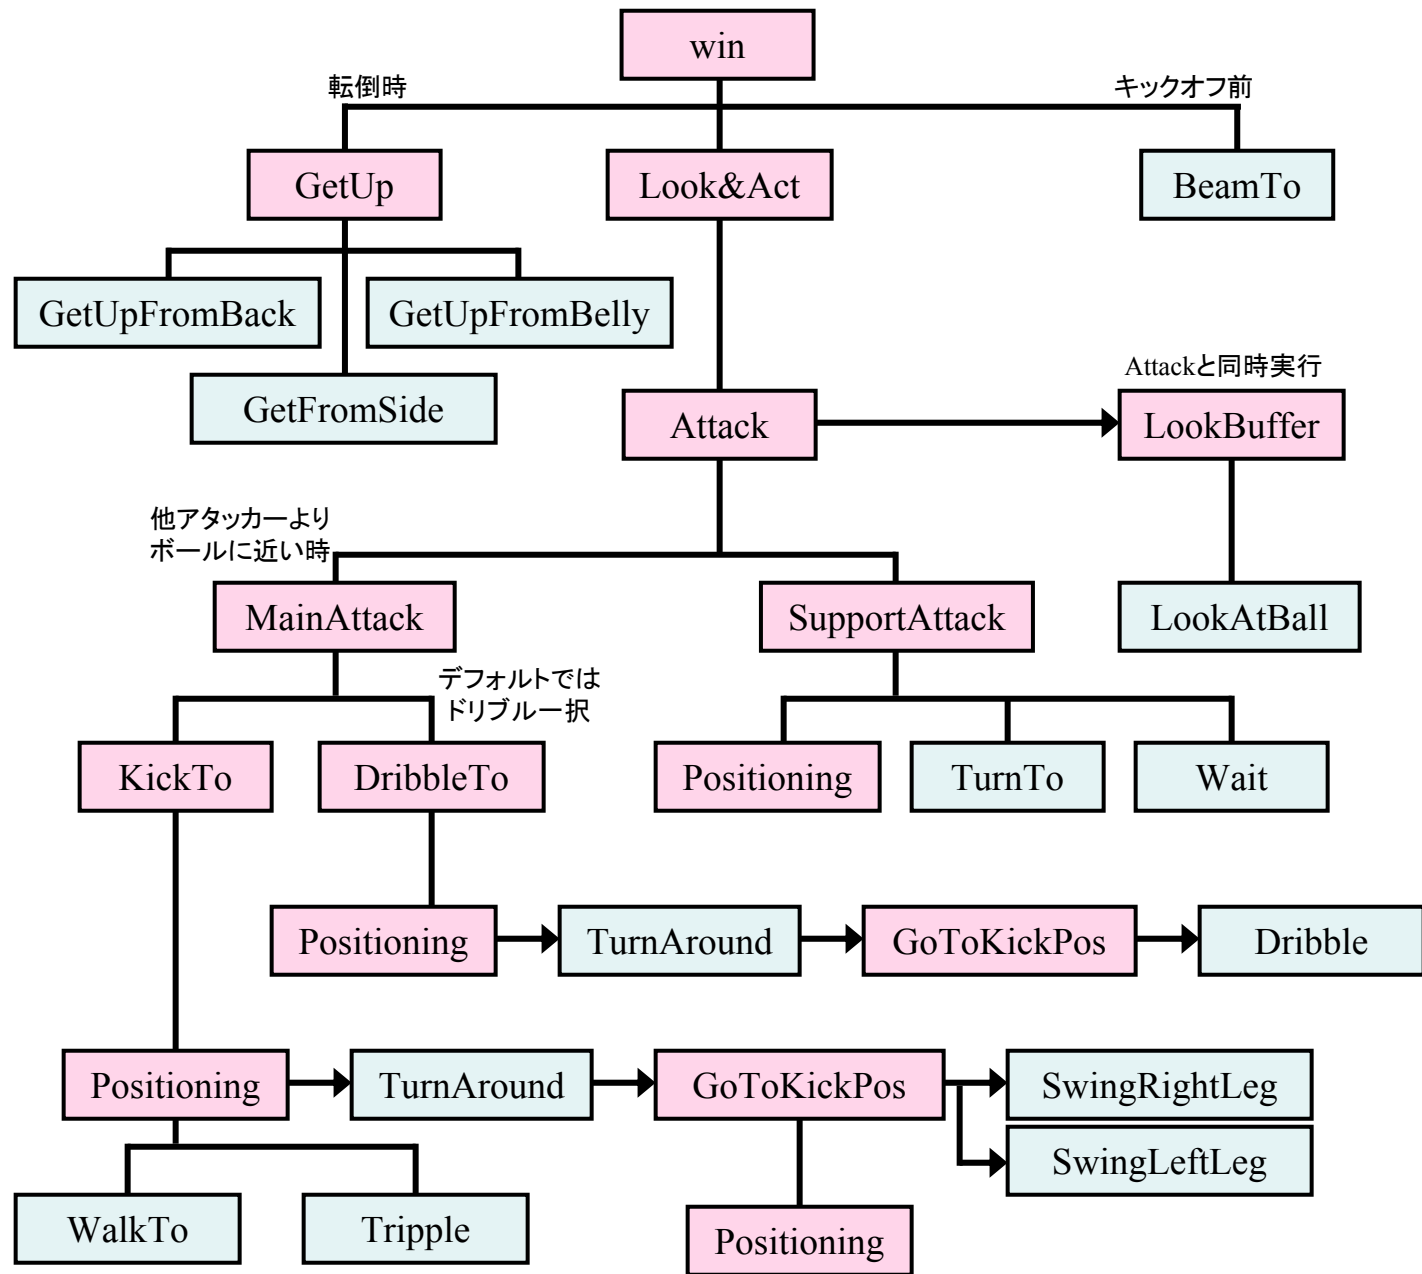 win
転倒時
キックオフ前
GetUp
Look&Act
BeamTo
GetUpFromBack
GetUpFromBelly
GetFromSide
Attackと同時実行
Attack
LookBuffer
他アタッカーより
ボールに近い時
MainAttack
SupportAttack
LookAtBall
デフォルトでは
ドリブル一択
KickTo
DribbleTo
Positioning
TurnTo
Wait
Positioning
TurnAround
GoToKickPos
Dribble
Positioning
TurnAround
GoToKickPos
SwingRightLeg
SwingLeftLeg
WalkTo
Tripple
Positioning